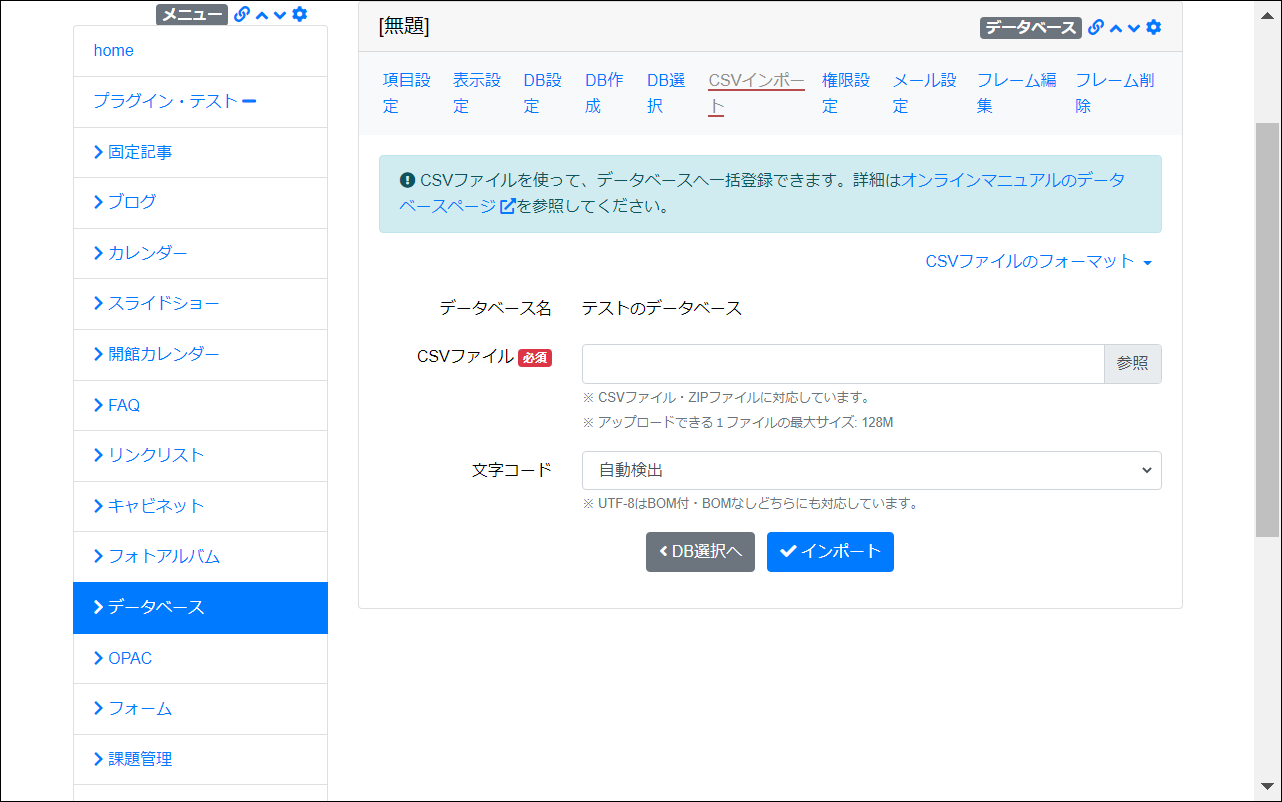 メニュー
home
プラグイン・テスト
固定記事
ブログ
カレンダー
スライドショー
開館カレンダー
FAQ
リンクリスト
キャビネット
フォトアルバム
データベース
OPAC
フォーム
課題管理
[無題]
データベース
項目設
定
表示設
定
DB設
定
DB作
成
DB選
択
CSVインポー
ト
権限設
定
メール設
定
フレーム編
集
フレーム削
除
CSVファイルを使って、データベースへ一括登録できます。詳細はオンラインマニュアルのデータ
ベースページを参照してください。
CSVファイルのフォーマット
データベース名 テストのデータベース
CSVファイル 必須
参照
※ CSVファイル・ZIPファイルに対応しています。
※ アップロードできる１ファイルの最大サイズ: 128M
文字コード 自動検出
※ UTF-8はBOM付・BOMなしどちらにも対応しています。
DB選択へ インポート